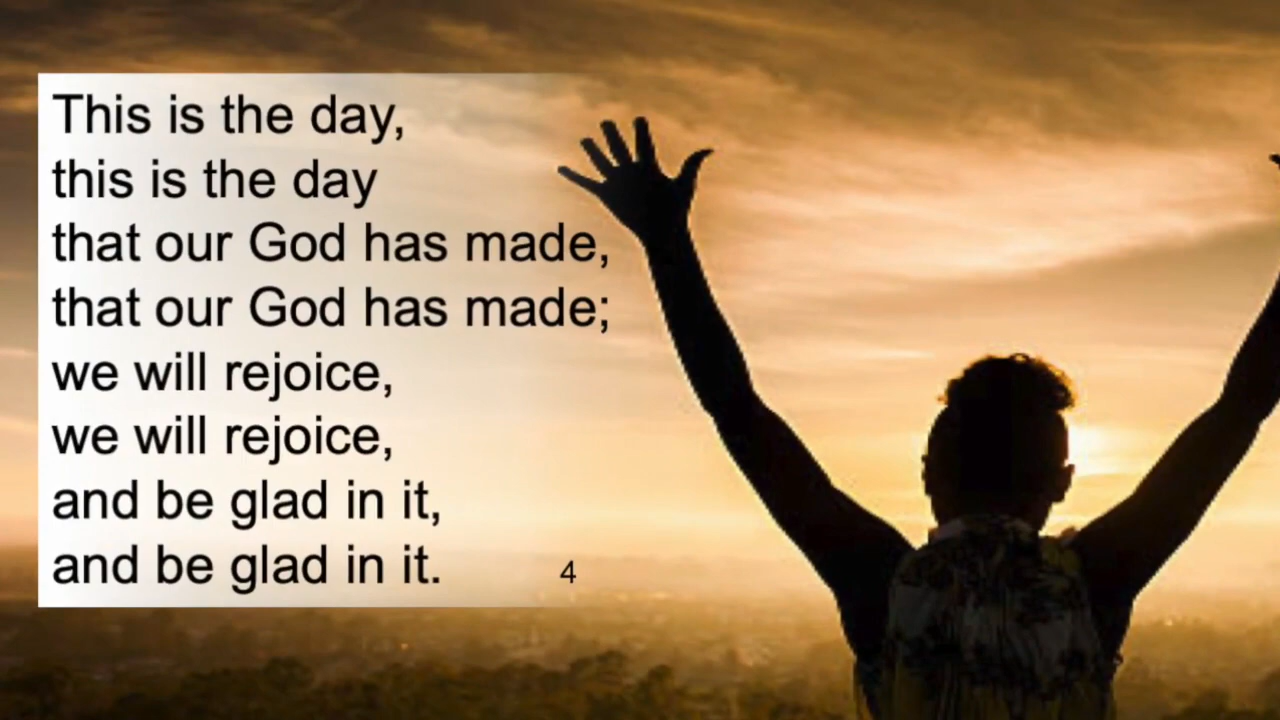 This is the day,
this is the day
that our God has made,
that our God has made;
we will rejoice,
we will rejoice,
and be glad in it,
and be glad in it.
4